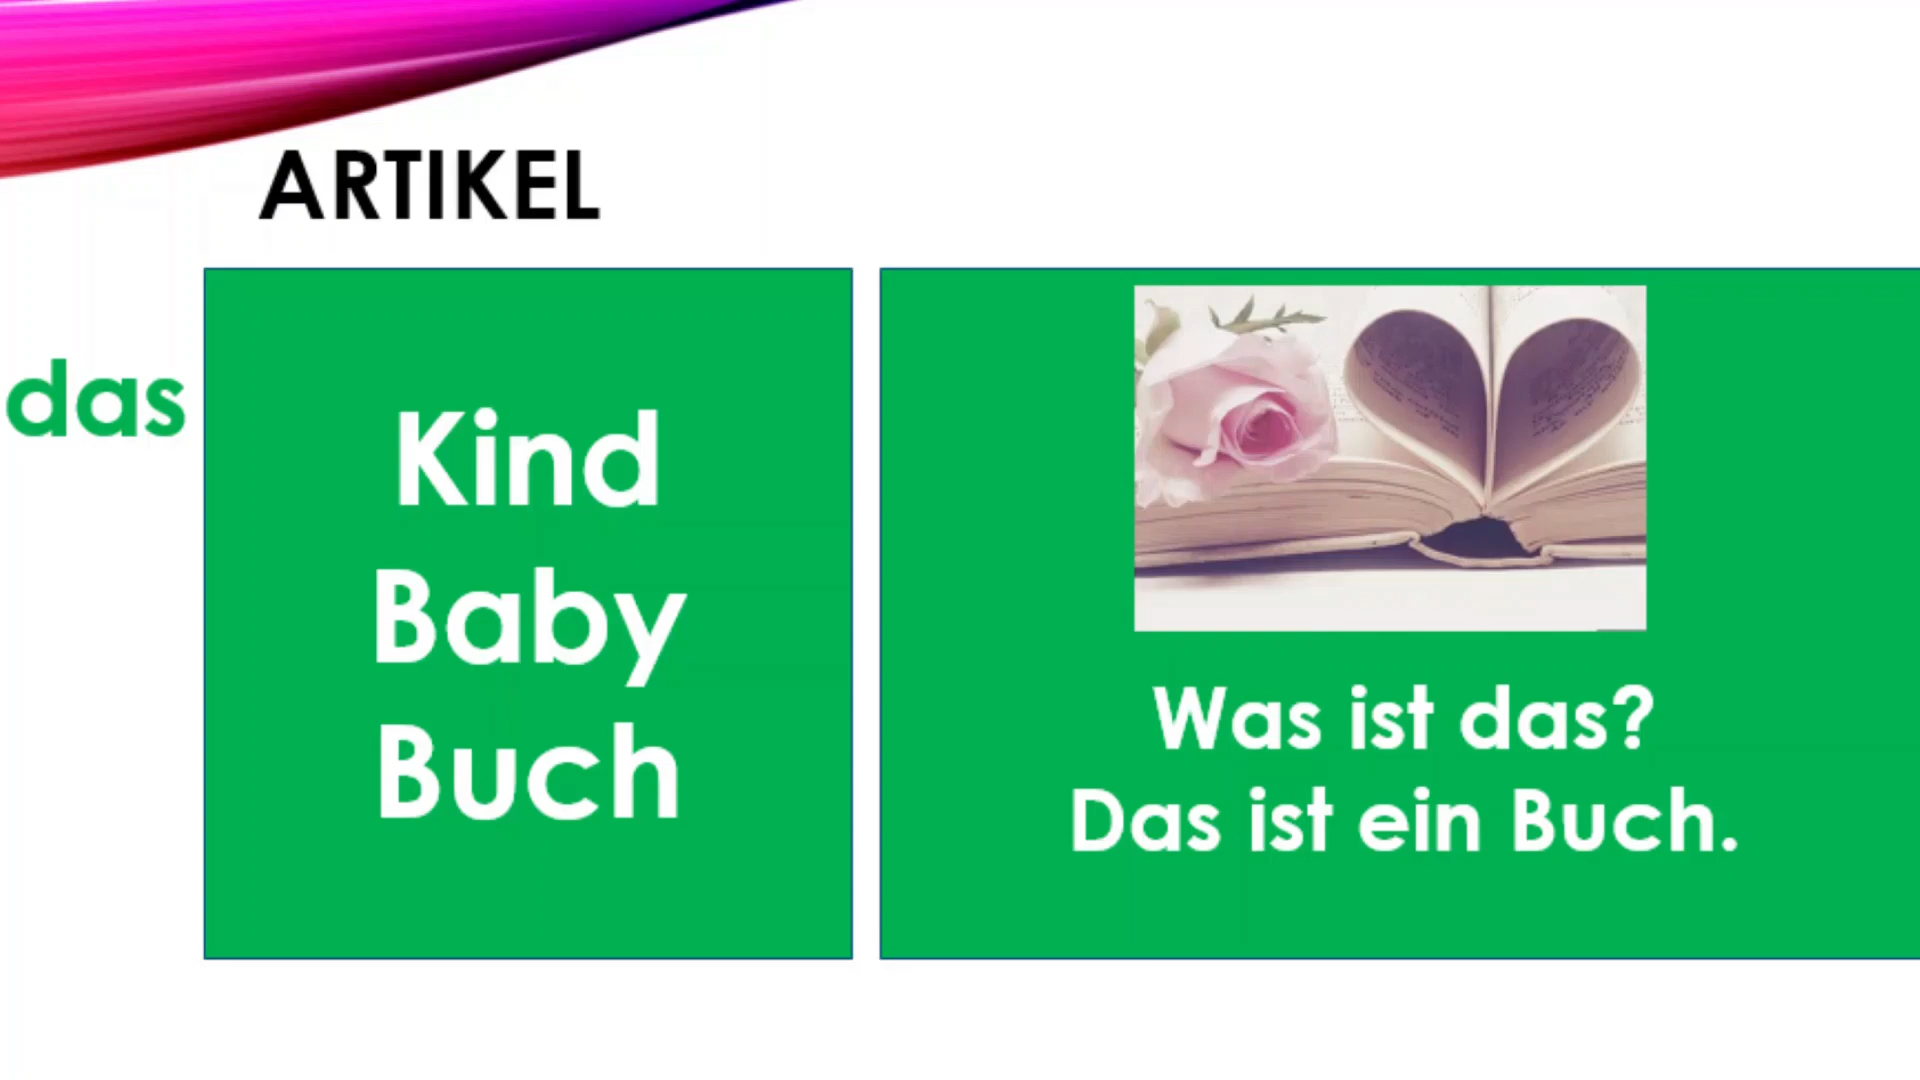 ARTIKEL
das
Kind
Baby
Buch
Was ist das?
Das ist ein Buch.